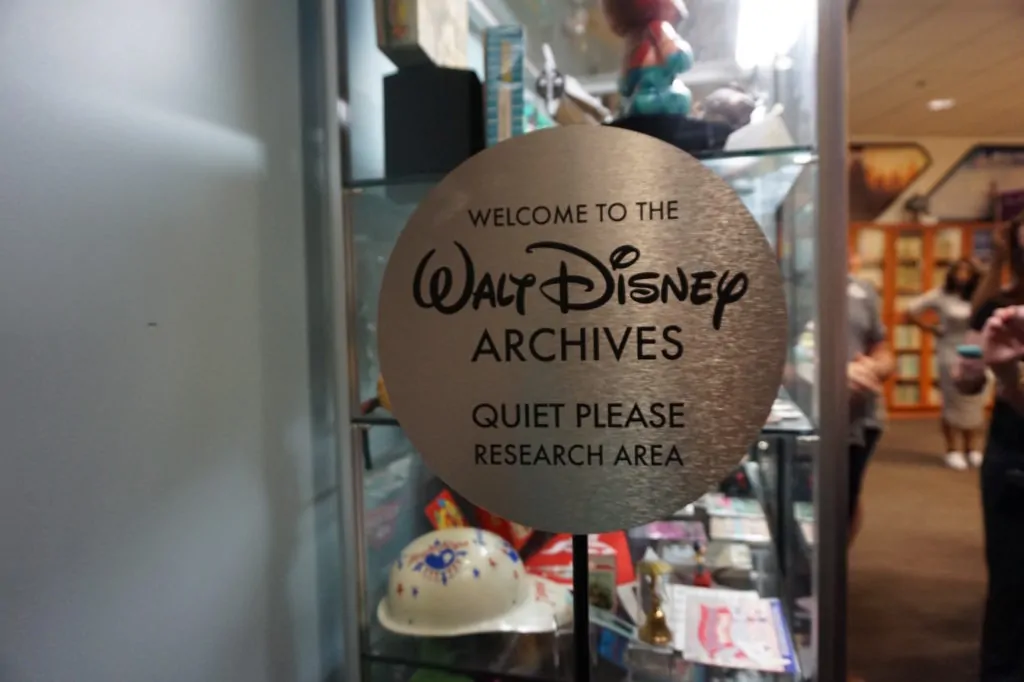 WELCOME TO THE
WALT DISNEY
ARCHIVES
QUIET PLEASE
RESEARCH AREA